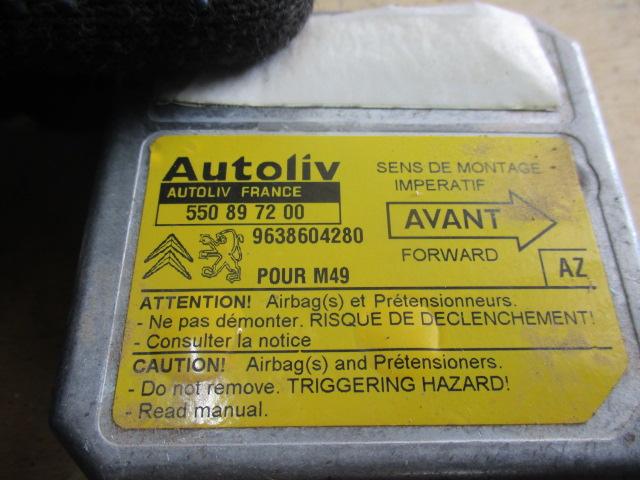 Autoliv
AUTOLIV FRANCE
550 89 72 00
9638604280
POUR M49
SENS DE MONTAGE
IMPERATIF
AVANT
FORWARD
AZ
ATTENTION! Airbag(s) et Prétensionneurs.
- Ne pas démonter. RISQUE DE DECLENCHEMENT!
- Consulter la notice
CAUTION! Airbag(s) and Prétensioners.
- Do not remove. TRIGGERING HAZARD!
- Read manual.